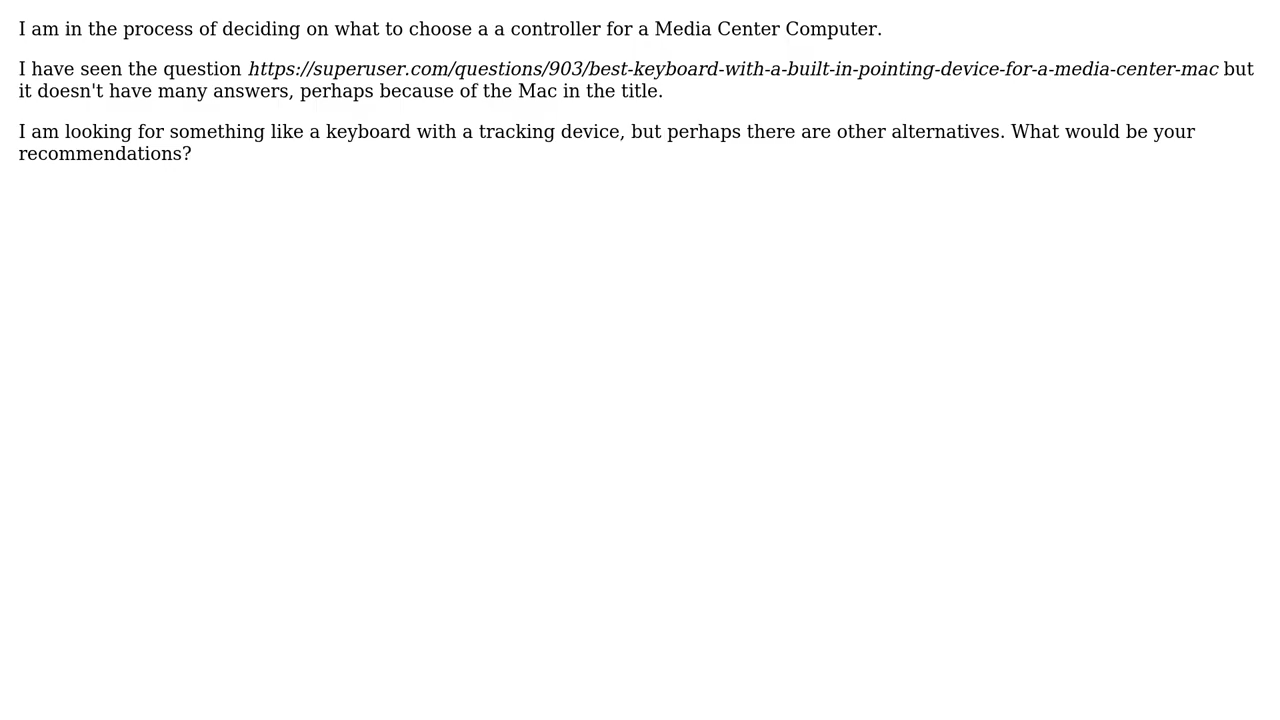 I am in the process of deciding on what to choose a a controller for a Media Center Computer.
I have seen the question https://superuser.com/questions/903/best-keyboard-with-a-built-in-pointing-device-for-a-media-center-mac but
it doesn't have many answers, perhaps because of the Mac in the title.
I am looking for something like a keyboard with a tracking device, but perhaps there are other alternatives. What would be your
recommendations?